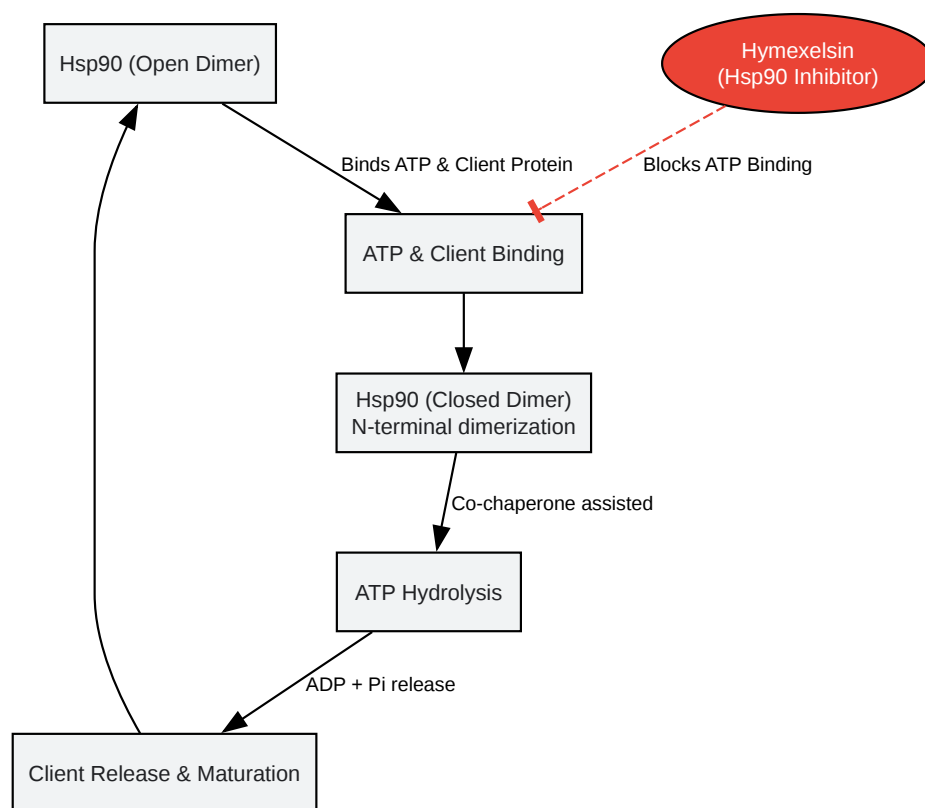 Hsp90 (Open Dimer)
Hymexelsin
(Hsp90 Inhibitor)
Binds ATP & Client Protein
Blocks ATP Binding
ATP & Client Binding
Hsp90 (Closed Dimer)
N-terminal dimerization
Co-chaperone assisted
ATP Hydrolysis
ADP + Pi release
Client Release & Maturation